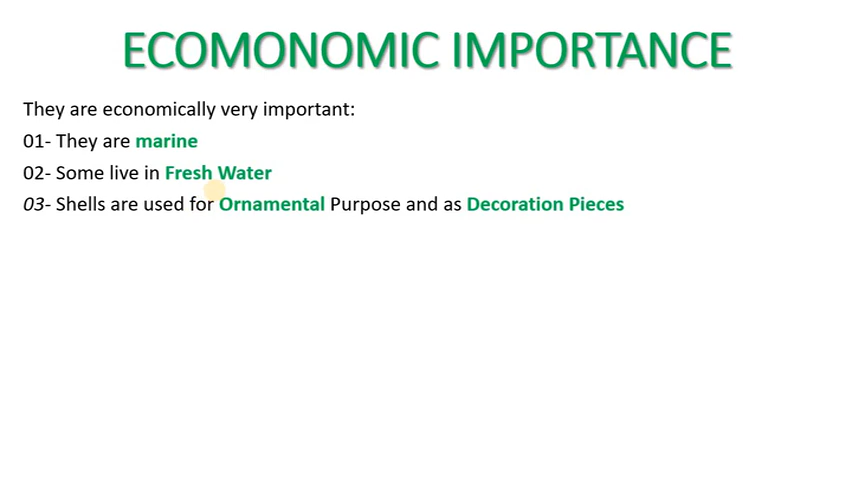 ECOMONOMIC IMPORTANCE
They are economically very important:
01- They are marine
02- Some live in Fresh Water
03- Shells are used for Ornamental Purpose and as Decoration Pieces